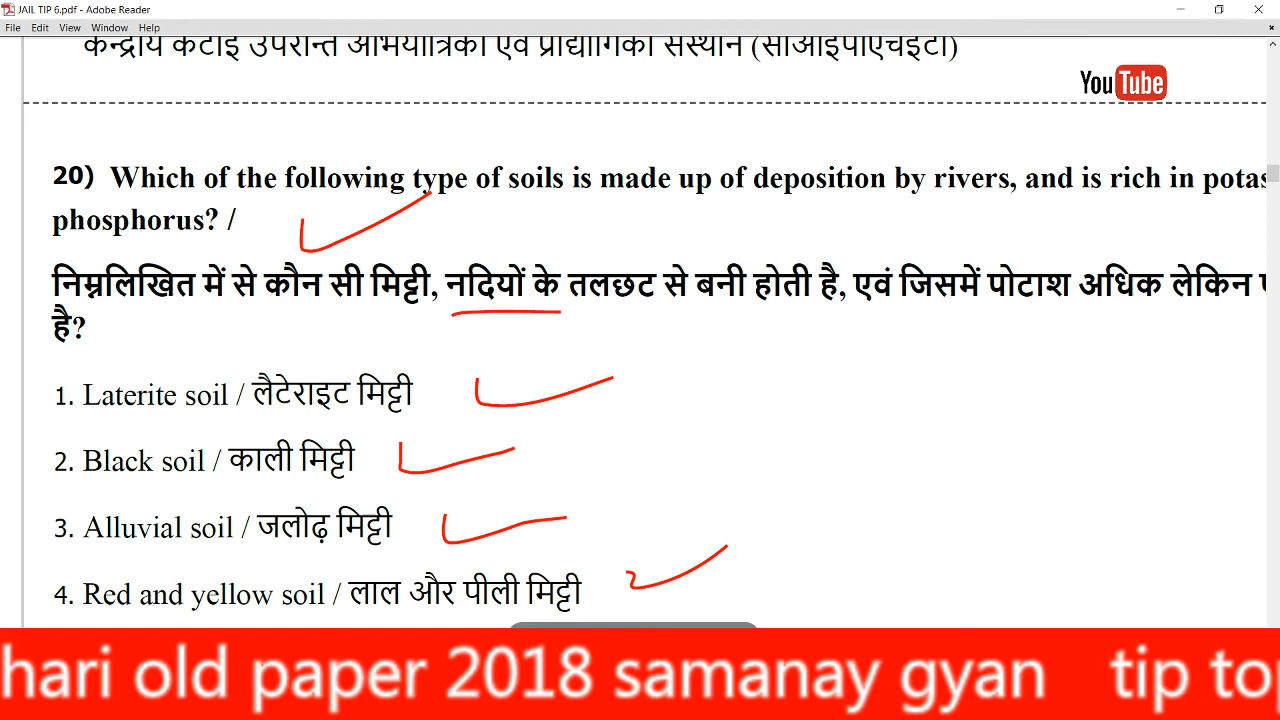 JAIL TIP 6.pdf - Adobe Reader
File Edit View Window Help
केन्द्रीय कटाई उपरान्त अभियांत्रिकी एवं प्रौद्योगिकी संस्थान (सीआईपीएचईटी)
YouTube
20) Which of the following type of soils is made up of deposition by rivers, and is rich in potas
phosphorus? /
निम्नलिखित में से कौन सी मिट्टी, नदियों के तलछट से बनी होती है, एवं जिसमें पोटाश अधिक लेकिन
है?
1. Laterite soil / लैटेराइट मिट्टी
2. Black soil / काली मिट्टी
3. Alluvial soil / जलोढ़ मिट्टी
4. Red and yellow soil / लाल और पीली मिट्टी
hari old paper 2018 samanay gyan tip top